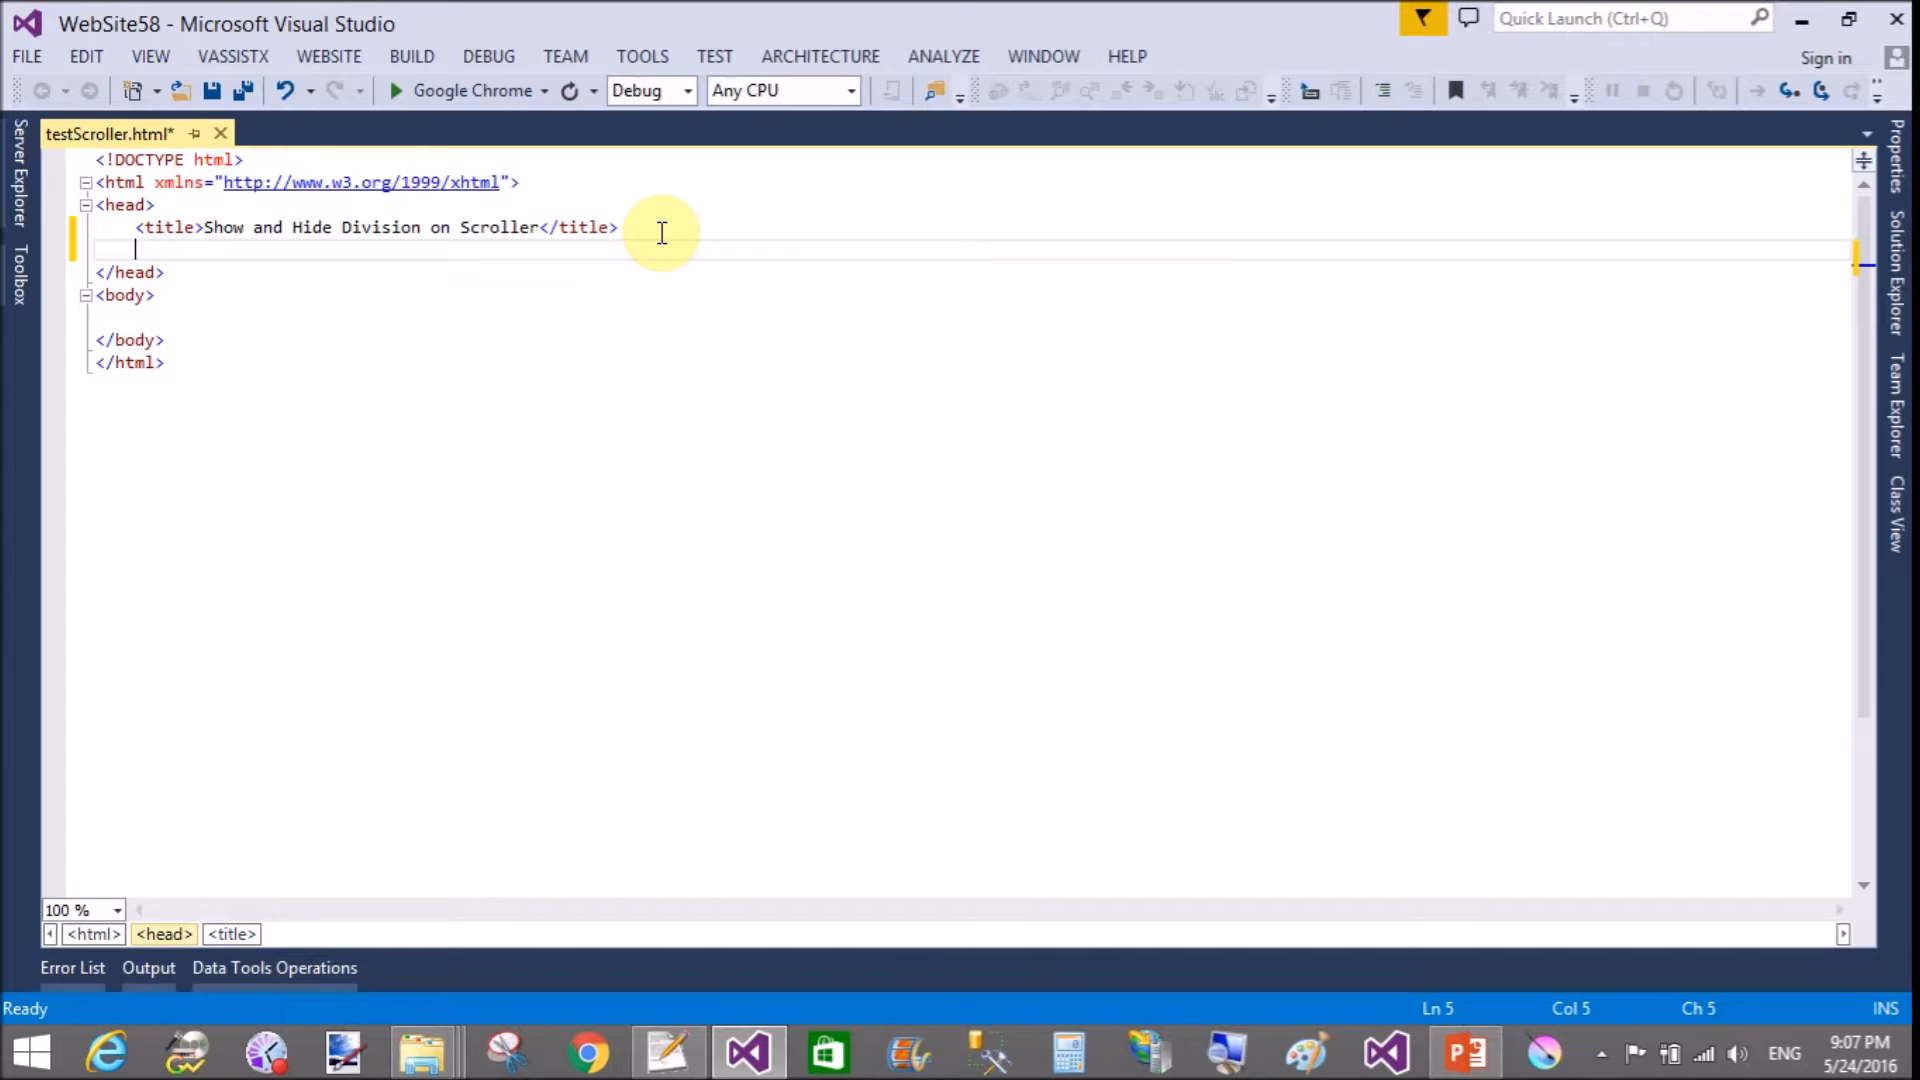 WebSite58 - Microsoft Visual Studio
Quick Launch (Ctrl+Q)
FILE EDIT VIEW VASSISTX WEBSITE BUILD DEBUG TEAM TOOLS TEST ARCHITECTURE ANALYZE WINDOW HELP
Sign in
Google Chrome Debug Any CPU
testScroller.html*
Server Explorer
Toolbox
Properties
Solution Explorer
Team Explorer
Class View
<!DOCTYPE html>
<html xmlns="http://www.w3.org/1999/xhtml">
<head>
<title>Show and Hide Division on Scroller</title>
</head>
<body>
</body>
</html>
100 %
<html> <head> <title>
Error List Output Data Tools Operations
Ready Ln 5 Col 5 Ch 5 INS
ENG
9:07 PM
5/24/2016